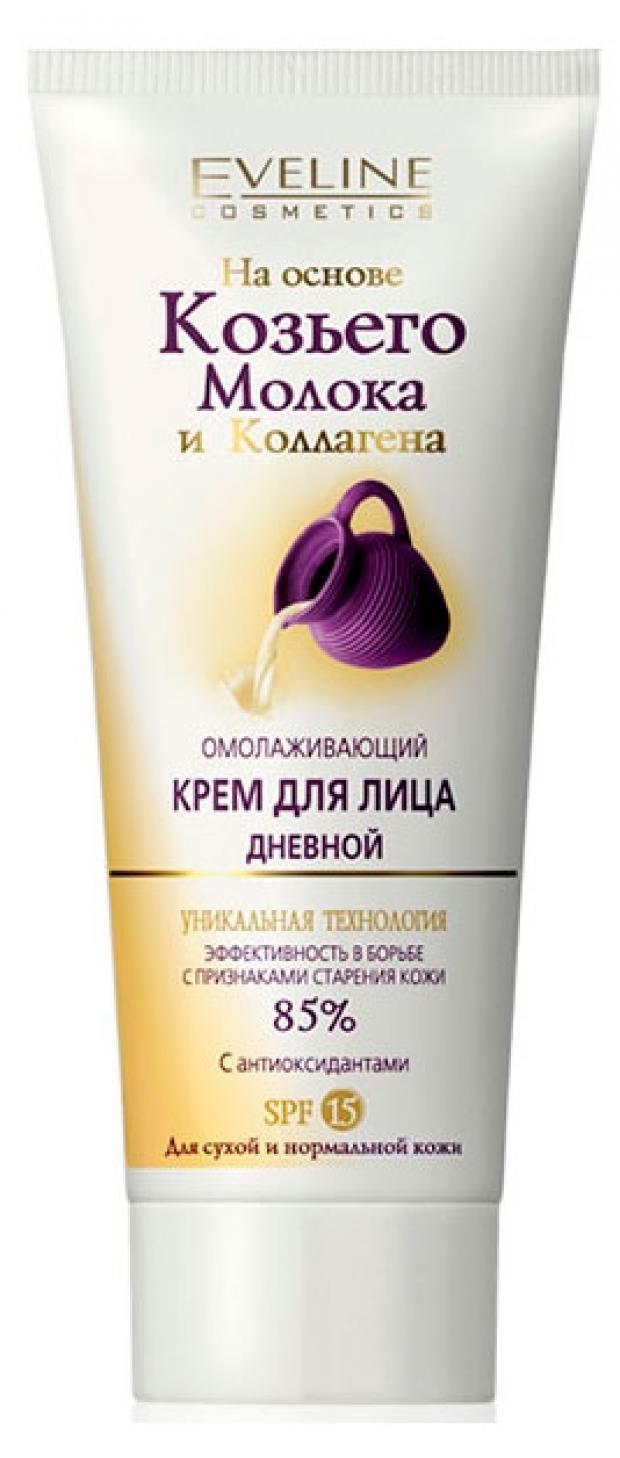 EVELINE
COSMETICS
На основе
Козьего
Молока
и Коллагена
ОМОЛАЖИВАЮЩИЙ
КРЕМ ДЛЯ ЛИЦА
ДНЕВНОЙ
УНИКАЛЬНАЯ ТЕХНОЛОГИЯ
ЭФФЕКТИВНОСТЬ В БОРЬБЕ
С ПРИЗНАКАМИ СТАРЕНИЯ КОЖИ
85%
С антиоксидантами
SPF 15
Для сухой и нормальной кожи